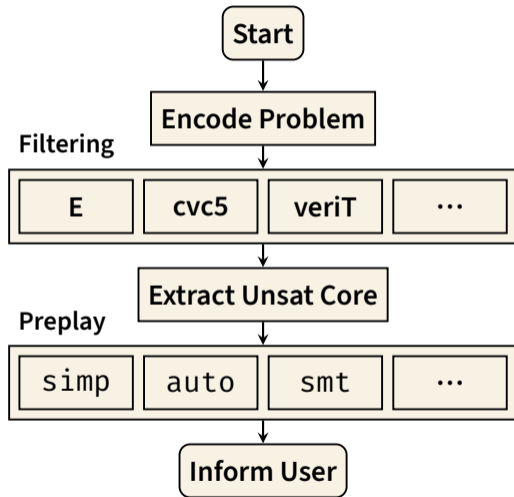 Start
Encode Problem
Filtering
E cvc5 veriT ...
Extract Unsat Core
Preplay
simp auto smt ...
Inform User